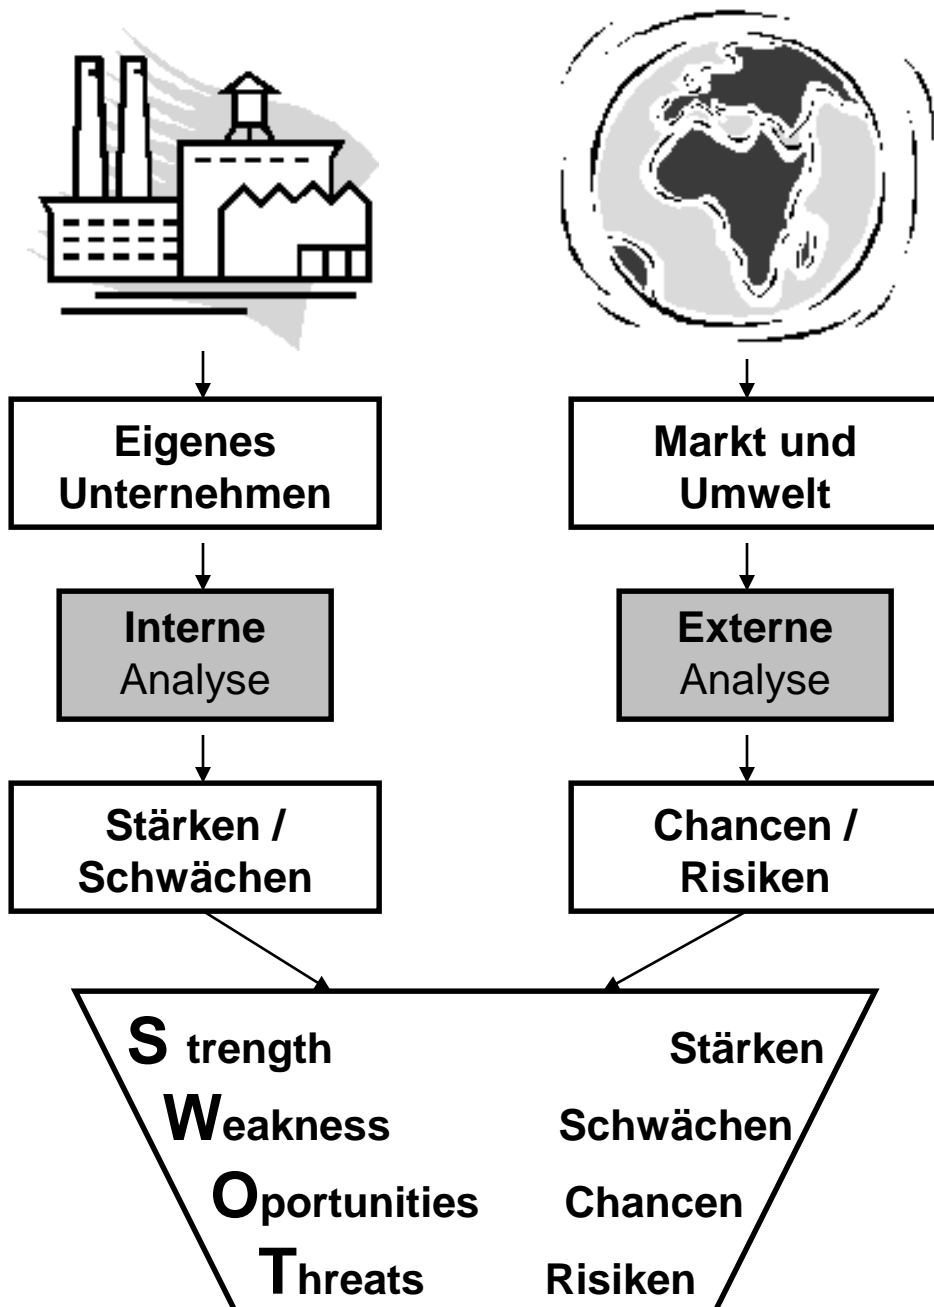 Eigenes
Unternehmen
Markt und
Umwelt
Interne
Analyse
Externe
Analyse
Stärken /
Schwächen
Chancen /
Risiken
S trength Stärken
Weakness Schwächen
Oportunities Chancen
Threats Risiken